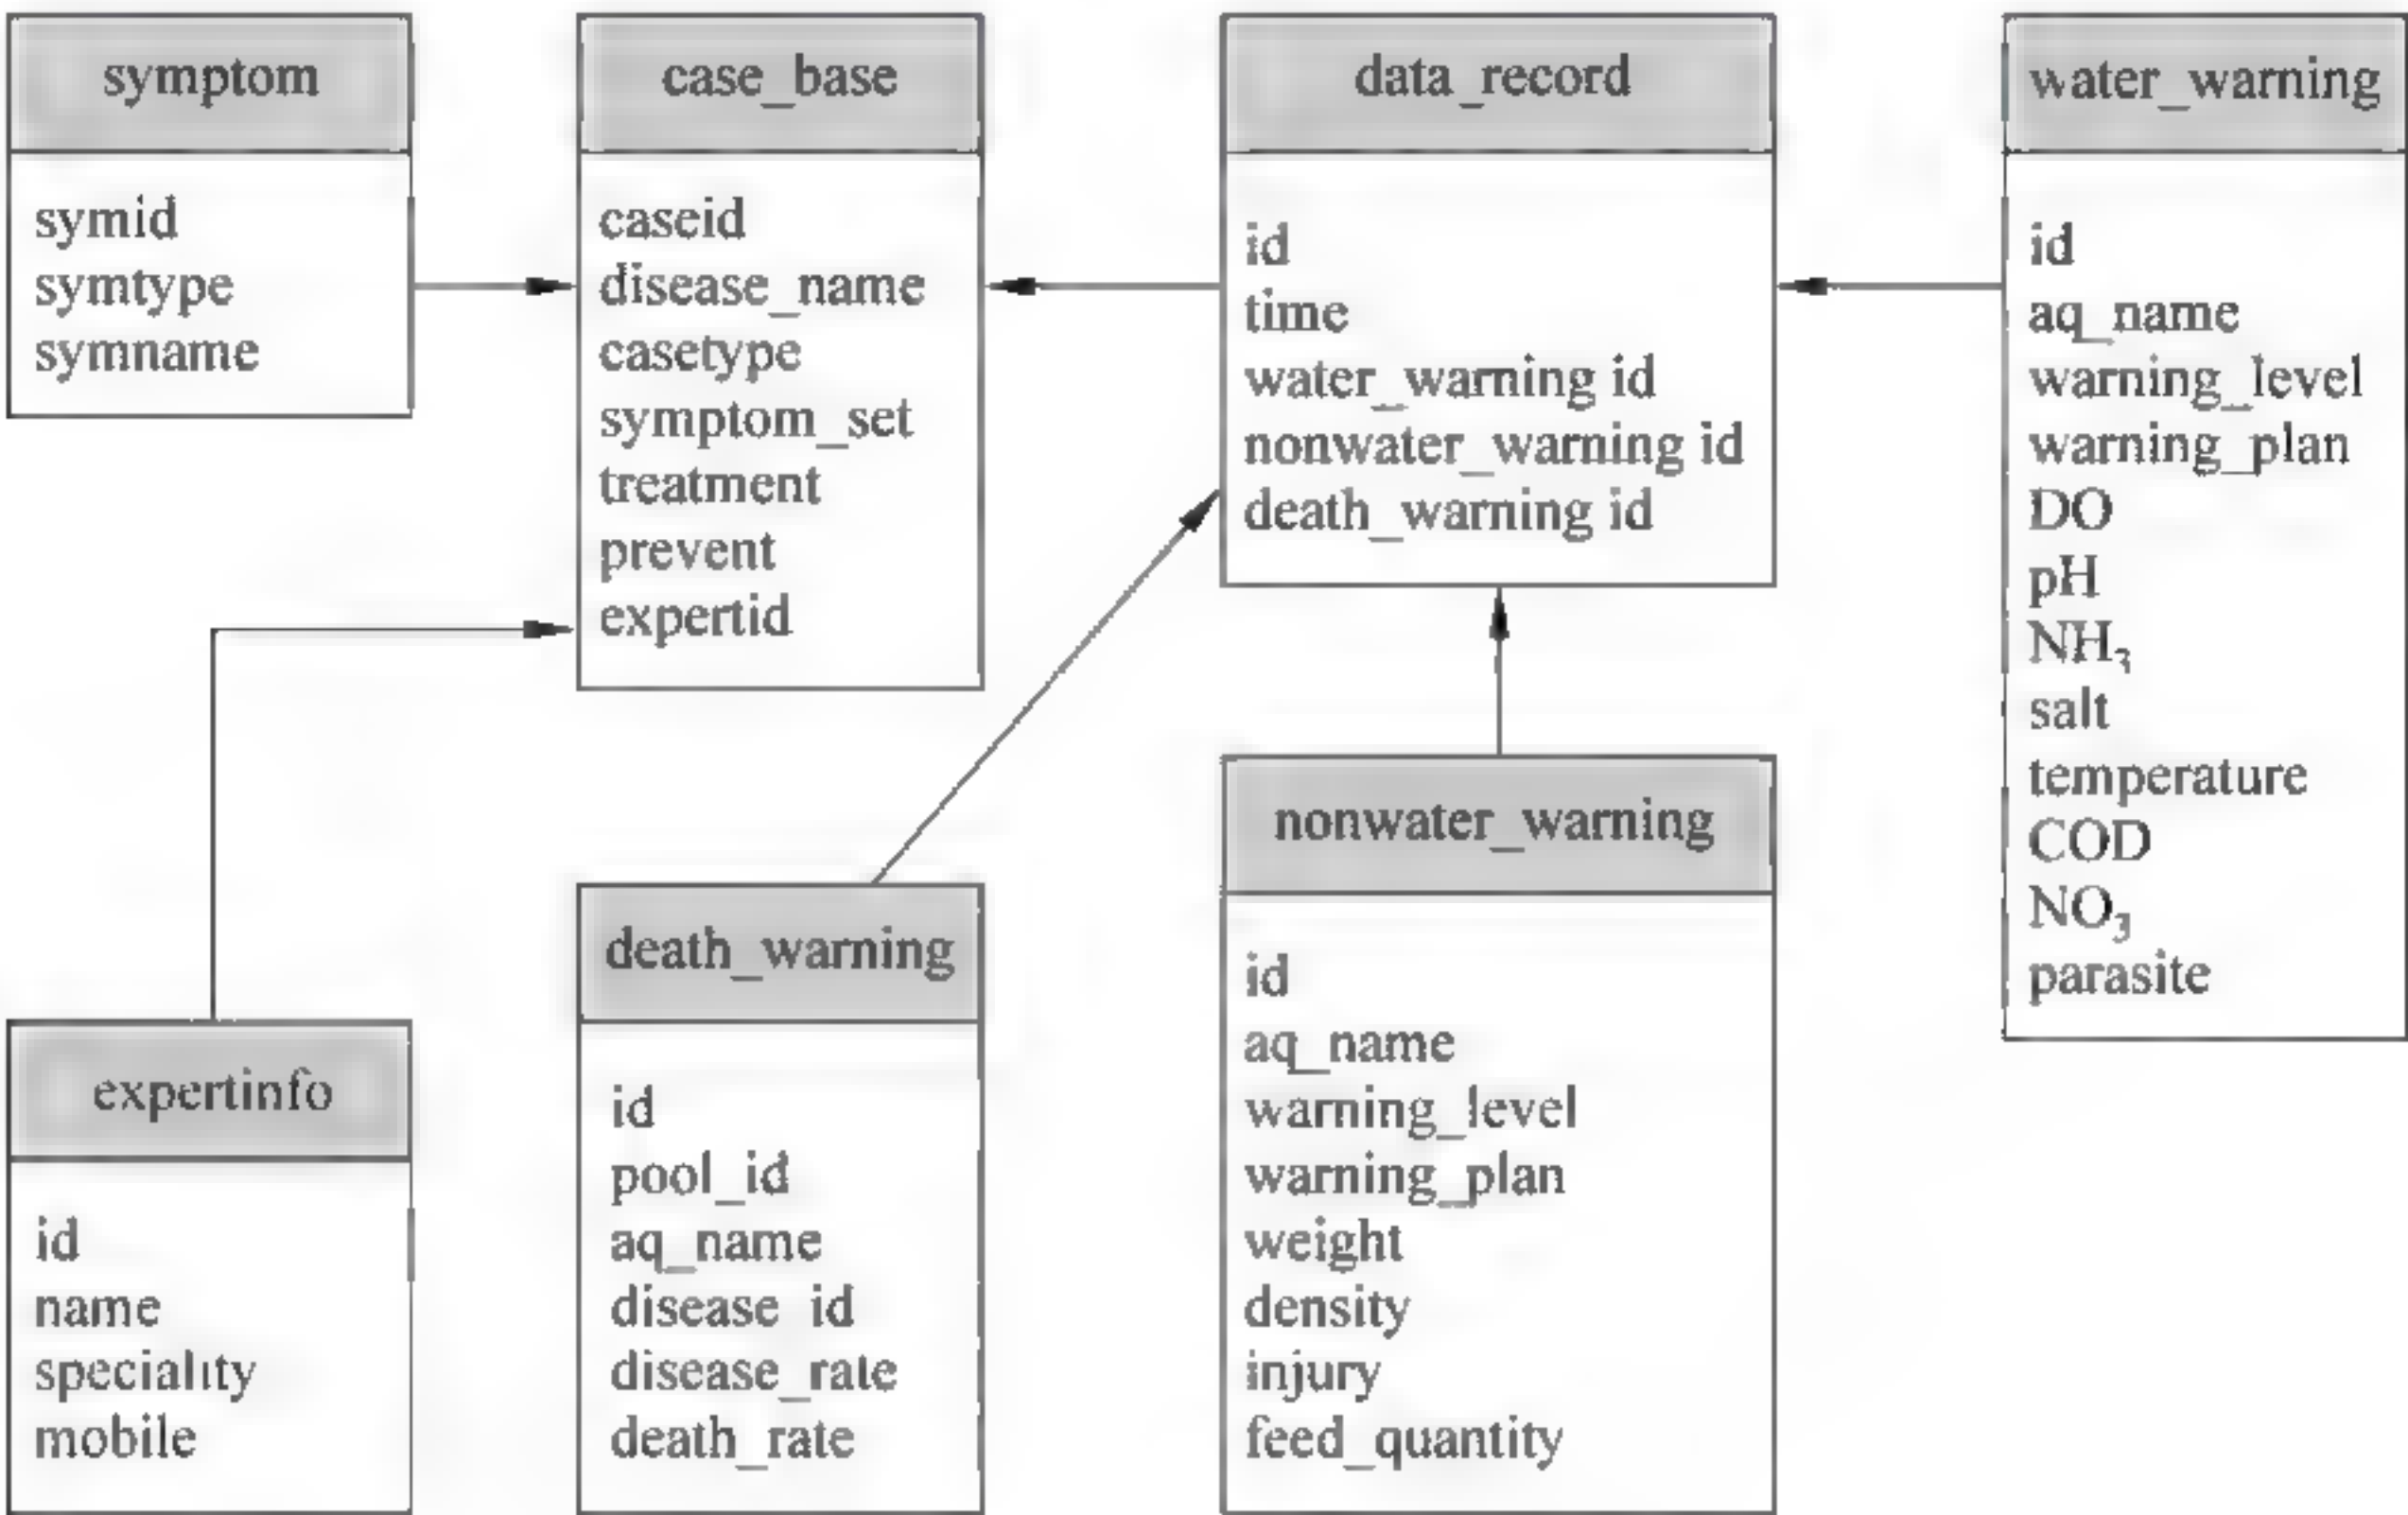 symptom
symid
symtype
symname
case_base
caseid
disease_name
casetype
symptom_set
treatment
prevent
expertid
data_record
id
time
water_warning id
nonwater_warning id
death_warning id
water_warning
id
aq_name
warning_level
warning_plan
DO
pH
NH₃
salt
temperature
COD
NO₃
parasite
expertinfo
id
name
speciality
mobile
death_warning
id
pool_id
aq_name
disease_id
disease_rate
death_rate
nonwater_warning
id
aq_name
warning_level
warning_plan
weight
density
injury
feed_quantity